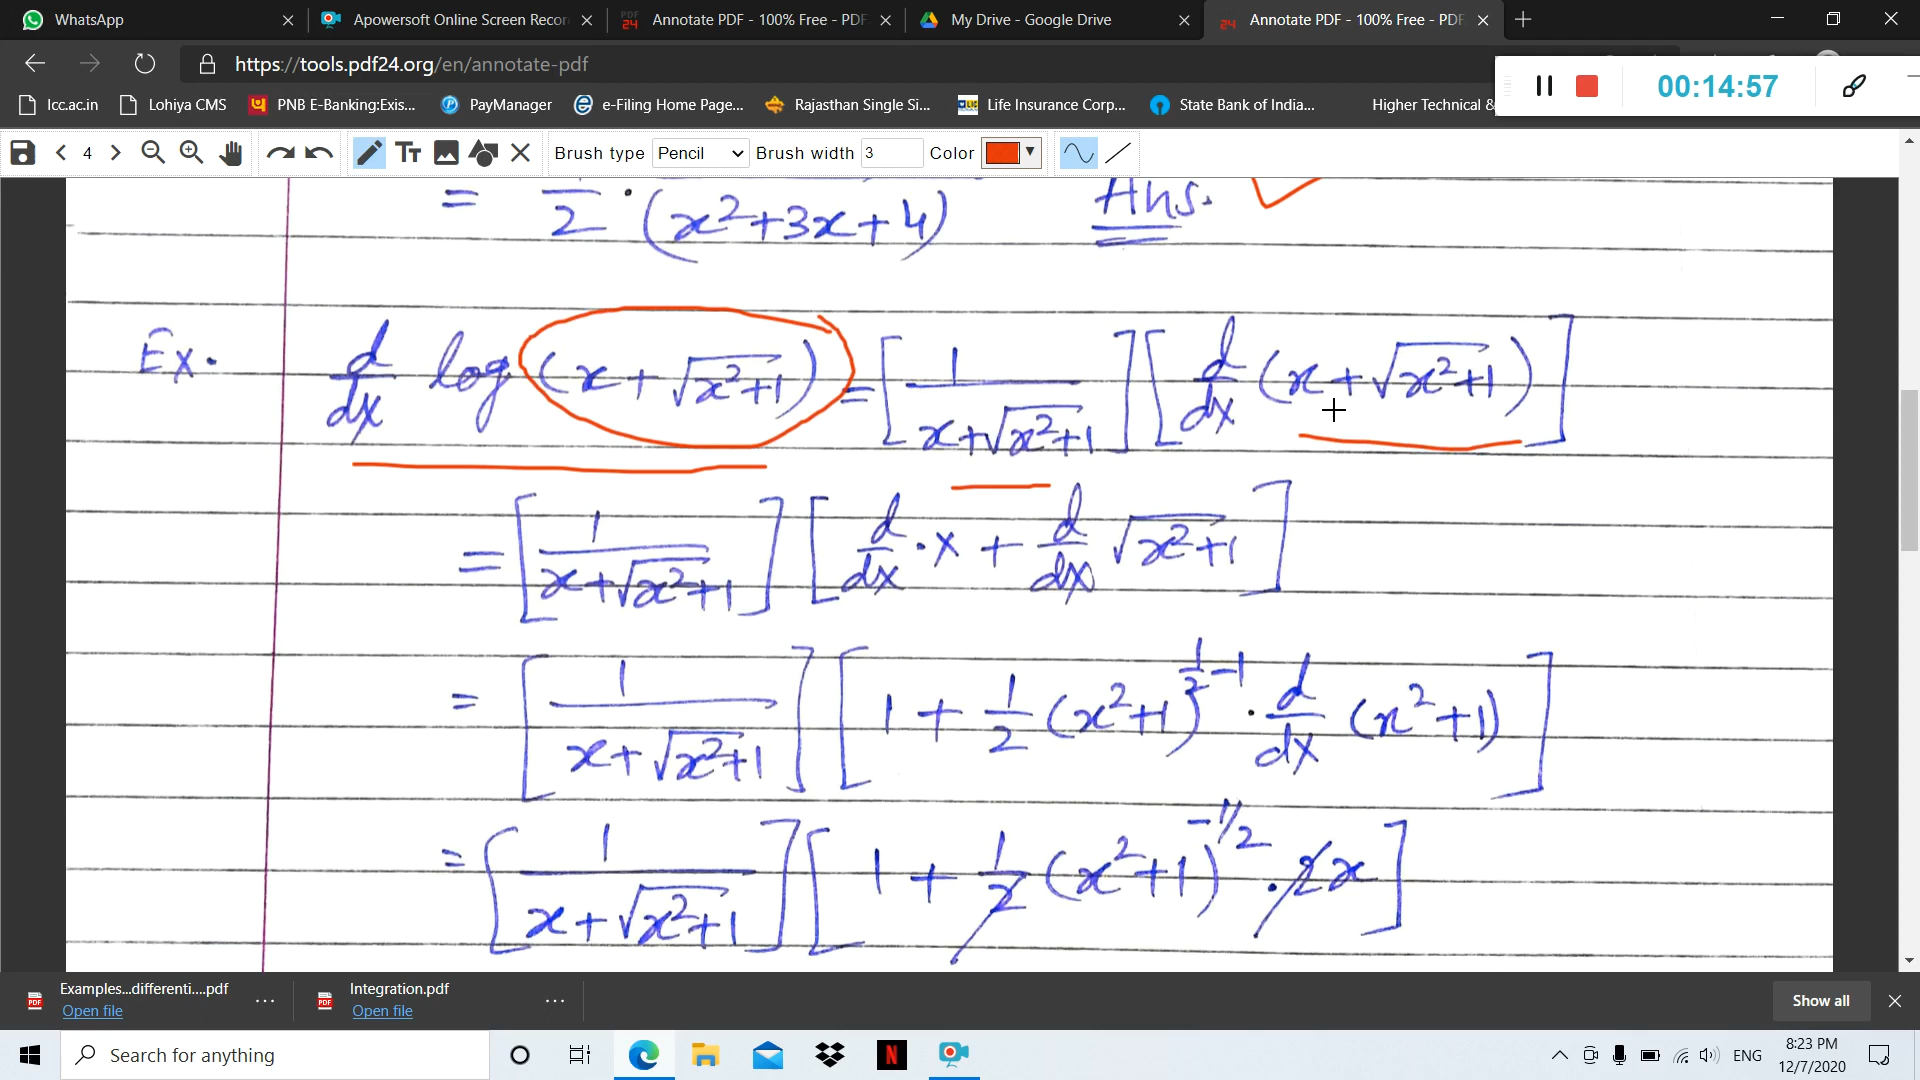 WhatsApp
Apowersoft Online Screen Recor
Annotate PDF - 100% Free - PDF
My Drive - Google Drive
Annotate PDF - 100% Free - PDF
https://tools.pdf24.org/en/annotate-pdf
00:14:57
lcc.ac.in
Lohiya CMS
PNB E-Banking:Exis...
PayManager
e-Filing Home Page...
Rajasthan Single Si...
Life Insurance Corp...
State Bank of India...
Higher Technical &
4
Brush type Pencil
Brush width 3
Color
= 1/2 · (x²+3x+4) Ans.
Ex. d/dx log (x + √x²+1) = [1/(x+√x²+1)] [d/dx (x + √x²+1)]
= [1/(x+√x²+1)] [d/dx · x + d/dx √x²+1]
= [1/(x+√x²+1)] [1 + 1/2 (x²+1)^(1/2 -1) · d/dx (x²+1)]
= [1/(x+√x²+1)] [1 + 1/2 (x²+1)^(-1/2) · 2x]
Examples...differenti....pdf
Open file
Integration.pdf
Open file
Show all
Search for anything
ENG
8:23 PM
12/7/2020